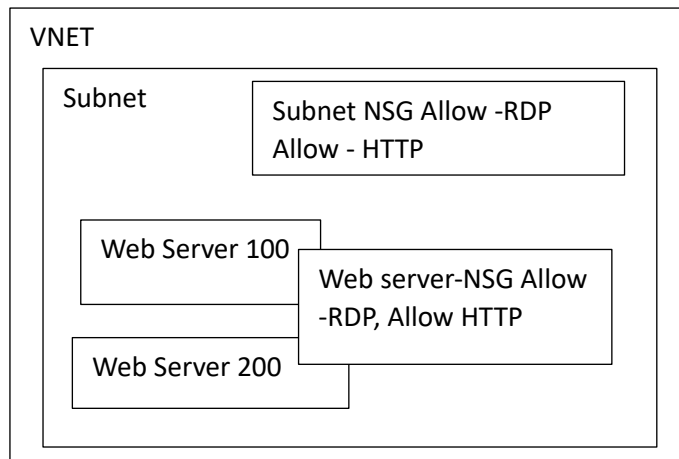 VNET
Subnet
Subnet NSG Allow -RDP
Allow - HTTP
Web Server 100
Web server-NSG Allow
-RDP, Allow HTTP
Web Server 200